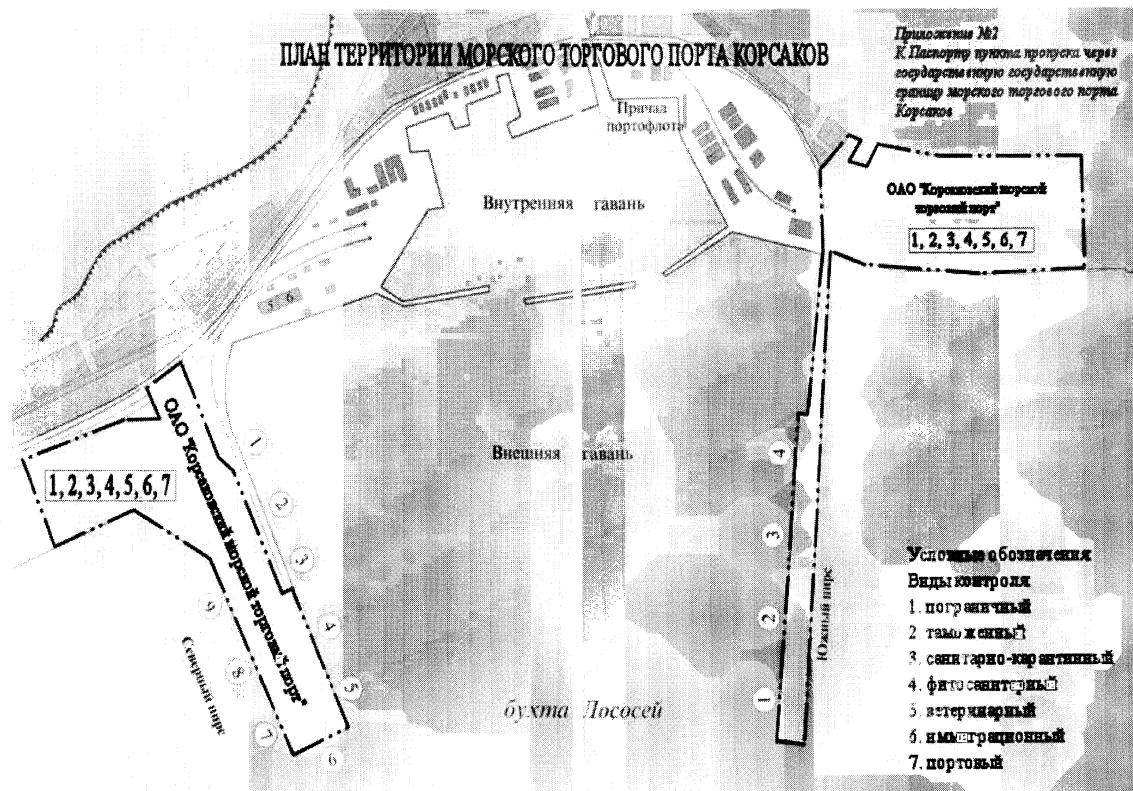 ПЛАН ТЕРРИТОРИИ МОРСКОГО ТОРГОВОГО ПОРТА КОРСАКОВ
Приложение №2
К Паспорту пункта пропуска через
государственную государственную
границу морского торгового порта
Корсаков
Причал
портофлота
Внутренняя гавань
ОАО "Корсаковский морской
торговый порт"
1, 2, 3, 4, 5, 6, 7
5 6
ОАО "Корсаковский морской торговый порт"
1, 2, 3, 4, 5, 6, 7
Внешняя гавань
1
2
3
4
5
6
7
8
9
Северный пирс
4
3
2
1
Южный пирс
бухта Лососей
Условные обозначения
Виды контроля
1. пограничный
2. таможенный
3. санитарно-карантинный
4. фитосанитарный
5. ветеринарный
6. иммиграционный
7. портовый